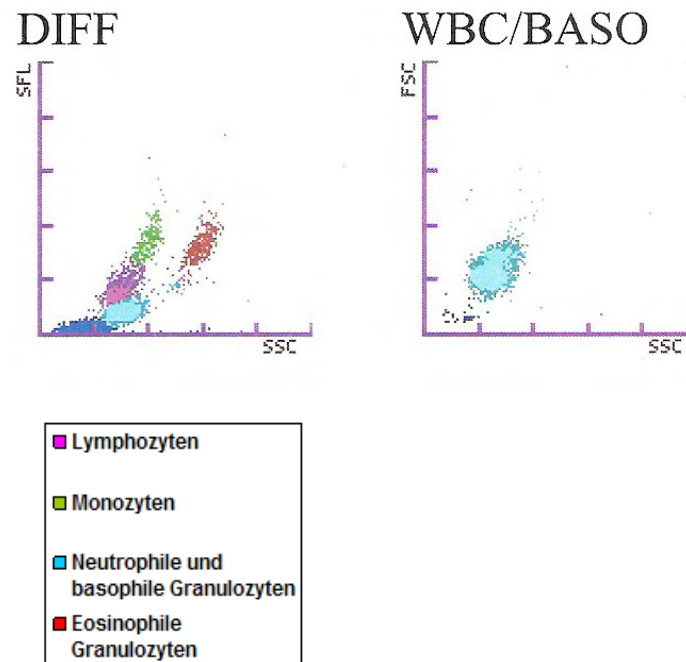 DIFF
WBC/BASO
SFL
SSC
FSC
SSC
Lymphozyten
Monozyten
Neutrophile und
basophile Granulozyten
Eosinophile
Granulozyten